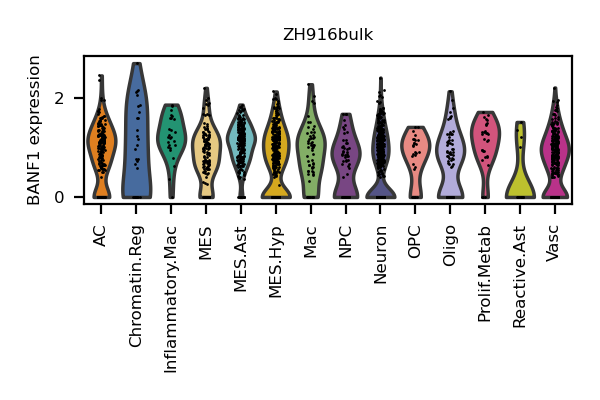 ZH916bulk
BANF1 expression
2
0
AC
Chromatin.Reg
Inflammatory.Mac
MES
MES.Ast
MES.Hyp
Mac
NPC
Neuron
OPC
Oligo
Prolif.Metab
Reactive.Ast
Vasc